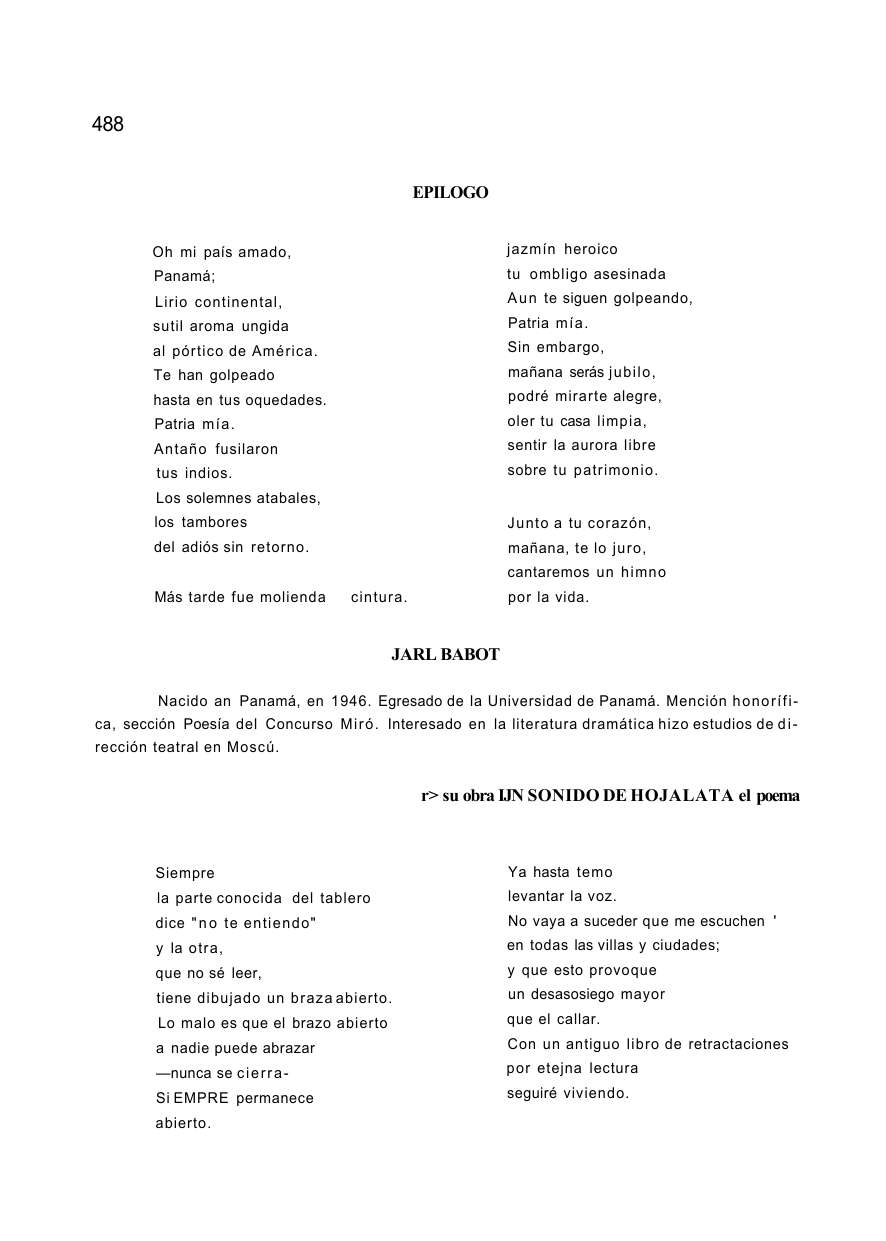 488
EPILOGO
Oh mi país amado,
Panamá;
Lirio continental,
sutil aroma ungida
al pórtico de América.
Te han golpeado
hasta en tus oquedades.
Patria mía.
Antaño fusilaron
tus indios.
Los solemnes atabales,
los tambores
del adiós sin retorno.
Más tarde fue molienda cintura.
jazmín heroico
tu ombligo asesinada
Aun te siguen golpeando,
Patria mía.
Sin embargo,
mañana serás jubilo,
podré mirarte alegre,
oler tu casa limpia,
sentir la aurora libre
sobre tu patrimonio.
Junto a tu corazón,
mañana, te lo juro,
cantaremos un himno
por la vida.
JARL BABOT
Nacido an Panamá, en 1946. Egresado de la Universidad de Panamá. Mención honorífi-
ca, sección Poesía del Concurso Miró. Interesado en la literatura dramática hizo estudios de di-
rección teatral en Moscú.
r> su obra IJN SONIDO DE HOJALATA el poema
Siempre
la parte conocida del tablero
dice "no te entiendo"
y la otra,
que no sé leer,
tiene dibujado un braza abierto.
Lo malo es que el brazo abierto
a nadie puede abrazar
—nunca se cierra-
Si EMPRE permanece
abierto.
Ya hasta temo
levantar la voz.
No vaya a suceder que me escuchen '
en todas las villas y ciudades;
y que esto provoque
un desasosiego mayor
que el callar.
Con un antiguo libro de retractaciones
por etejna lectura
seguiré viviendo.